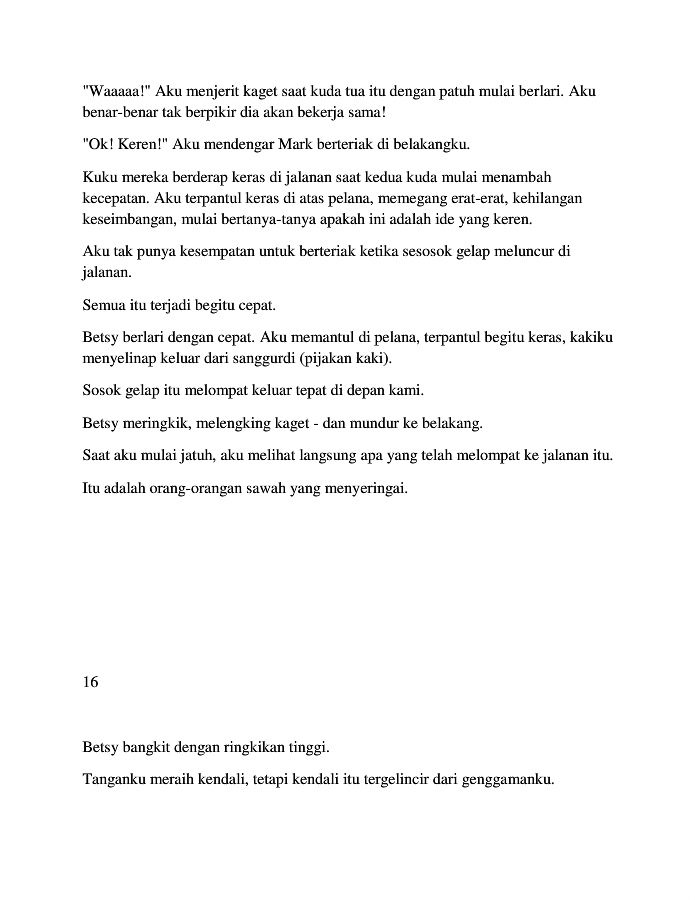 "Waaaaa!" Aku menjerit kaget saat kuda tua itu dengan patuh mulai berlari. Aku
benar-benar tak berpikir dia akan bekerja sama!
"Ok! Keren!" Aku mendengar Mark berteriak di belakangku.
Kuku mereka berderap keras di jalanan saat kedua kuda mulai menambah
kecepatan. Aku terpantul keras di atas pelana, memegang erat-erat, kehilangan
keseimbangan, mulai bertanya-tanya apakah ini adalah ide yang keren.
Aku tak punya kesempatan untuk berteriak ketika sesosok gelap meluncur di
jalanan.
Semua itu terjadi begitu cepat.
Betsy berlari dengan cepat. Aku memantul di pelana, terpantul begitu keras, kakiku
menyelinap keluar dari sanggurdi (pijakan kaki).
Sosok gelap itu melompat keluar tepat di depan kami.
Betsy meringkik, melengking kaget - dan mundur ke belakang.
Saat aku mulai jatuh, aku melihat langsung apa yang telah melompat ke jalanan itu.
Itu adalah orang-orangan sawah yang menyeringai.
16
Betsy bangkit dengan ringkikan tinggi.
Tanganku meraih kendali, tetapi kendali itu tergelincir dari genggamanku.